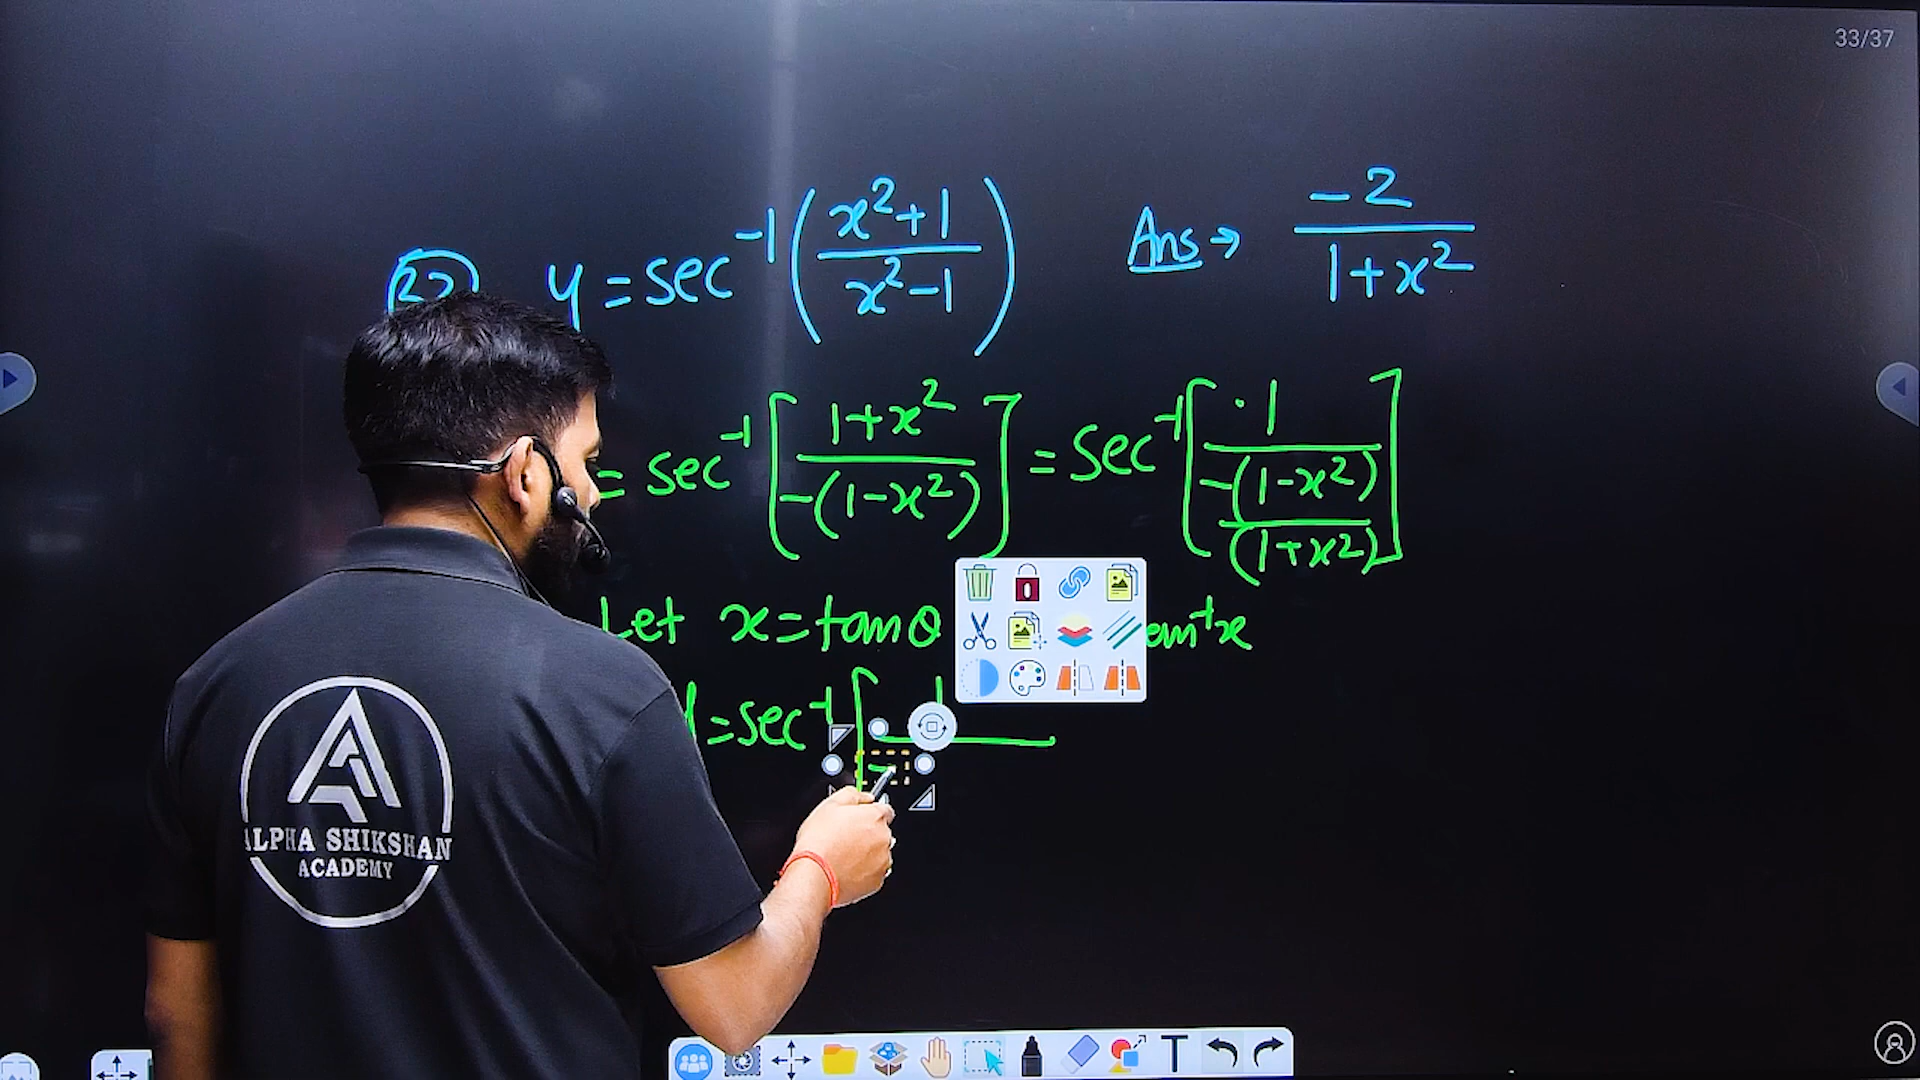 33/37
y = sec⁻¹((x²+1)/(x²-1)) Ans → -2/(1+x²)
= sec⁻¹[(1+x²)/(-(1-x²))] = sec⁻¹[1/(-(1-x²)/(1+x²))]
Let x = tanθ
= sec⁻¹[1/-
ALPHA SHIKSHAN
ACADEMY
T